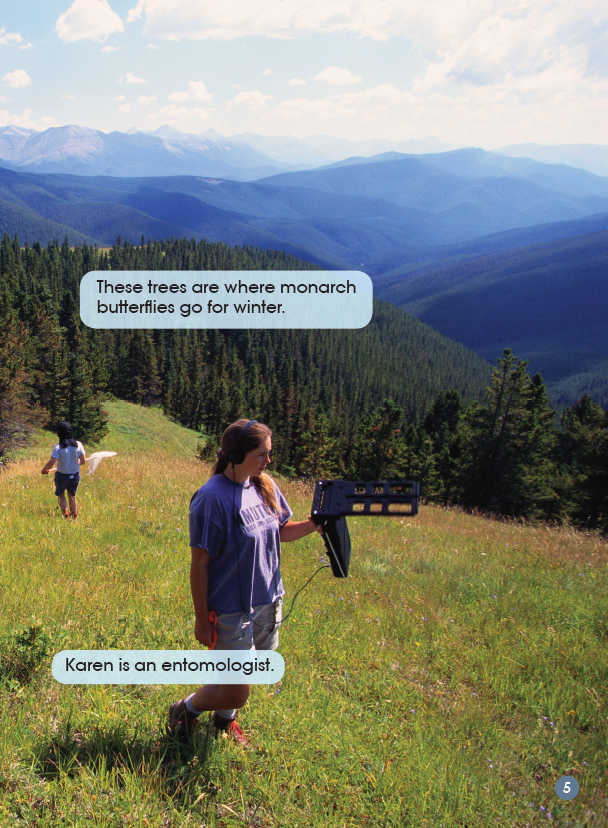 These trees are where monarch
butterflies go for winter.
Karen is an entomologist.
5